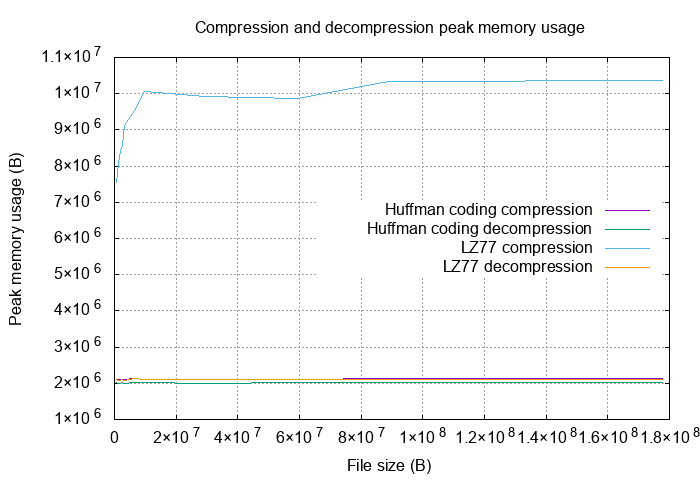 Compression and decompression peak memory usage
1.1×10^7
1×10^7
9×10^6
8×10^6
7×10^6
6×10^6
5×10^6
4×10^6
3×10^6
2×10^6
1×10^6
Peak memory usage (B)
Huffman coding compression
Huffman coding decompression
LZ77 compression
LZ77 decompression
0 2×10^7 4×10^7 6×10^7 8×10^7 1×10^8 1.2×10^8 1.4×10^8 1.6×10^8 1.8×10^8
File size (B)